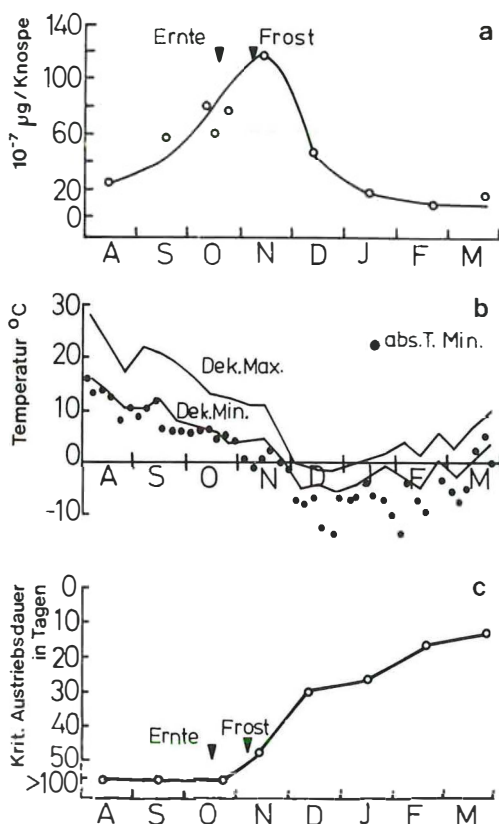 a
Ernte Frost
10⁻⁷ µg/Knospe
140
100
60
20
0
A S O N D J F M
b
Temperatur °C
30
20
10
0
-10
abs.T. Min.
Dek.Max.
Dek.Min.
A S O N D J F M
c
Krit. Austriebsdauer
in Tagen
0
10
20
30
40
50
>100
Ernte Frost
A S O N D J F M